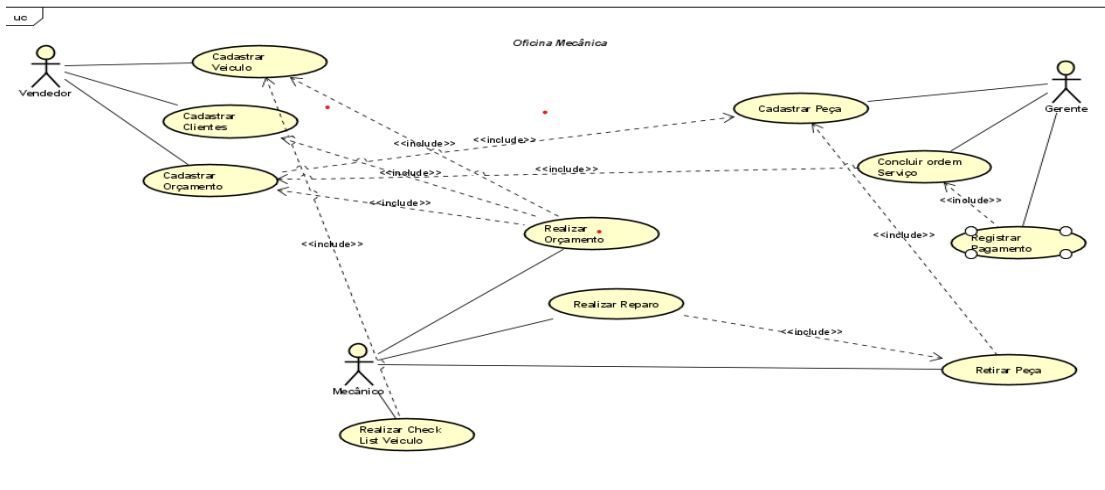 uc
Oficina Mecânica
Cadastrar
Veiculo
Vendedor
Cadastrar
Clientes
Cadastrar Peça
Gerente
<<include>>
<<include>>
Cadastrar
Orçamento
<<include>>
<<include>>
Concluir ordem
Serviço
<<include>>
<<include>>
Realizar
Orçamento
<<include>>
<<include>>
Registrar
Pagamento
Realizar Reparo
<<include>>
Retirar Peça
Mecânico
Realizar Check
List Veiculo